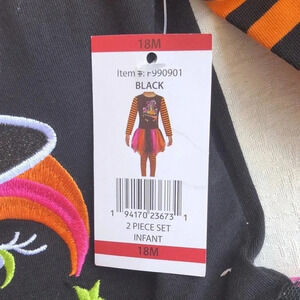 18M
Item #: F990901
BLACK
1 94170 23673 1
2 PIECE SET
INFANT
18M